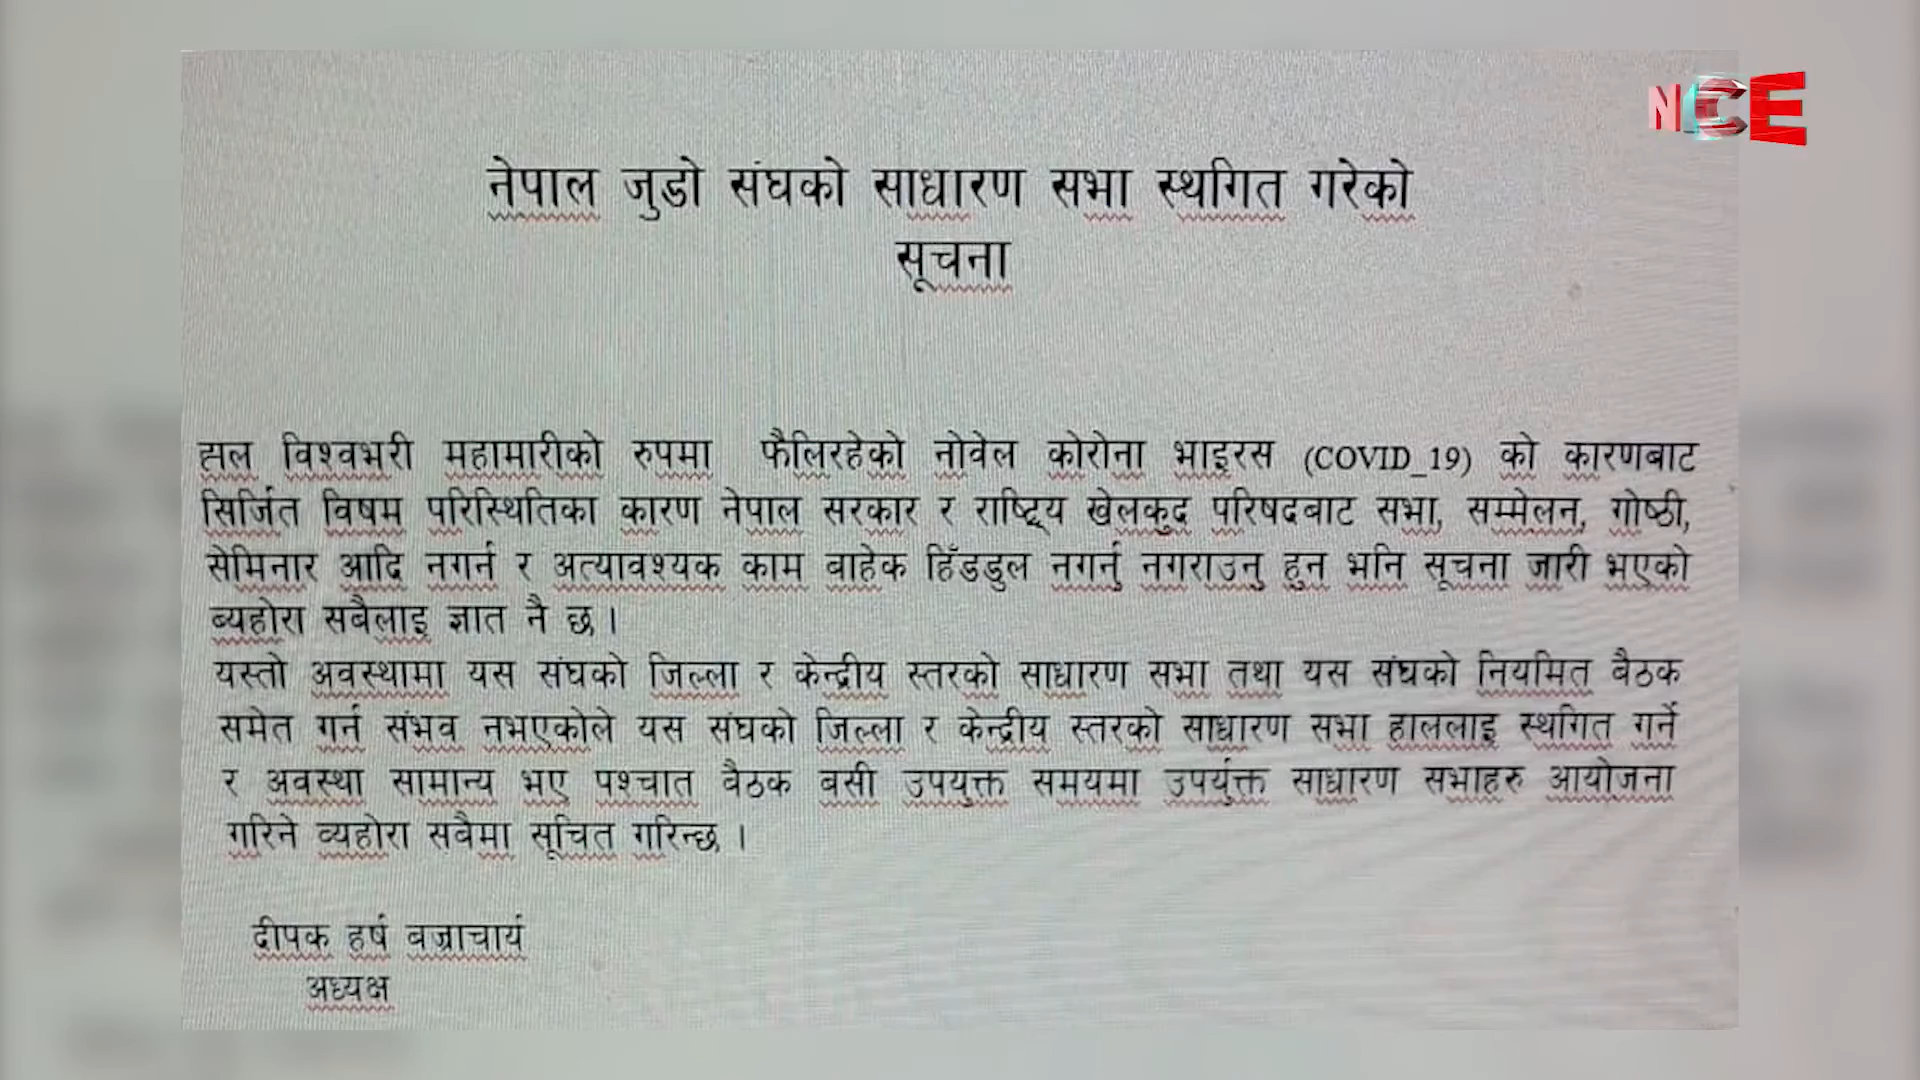 NCE
नेपाल जुडो संघको साधारण सभा स्थगित गरेको
सूचना
हाल विश्वभरी महामारीको रुपमा फैलिरहेको नोवेल कोरोना भाइरस (COVID_19) को कारणबाट
सिर्जित विषम परिस्थितिका कारण नेपाल सरकार र राष्ट्रिय खेलकुद परिषदबाट सभा, सम्मेलन, गोष्ठी,
सेमिनार आदि नगर्न र अत्यावश्यक काम वाहेक हिँडडुल नगर्नु नगराउनु हुन भनि सूचना जारी भएको
व्यहोरा सबैलाइ ज्ञात नै छ ।
यस्तो अवस्थामा यस संघको जिल्ला र केन्द्रीय स्तरको साधारण सभा तथा यस संघको नियमित बैठक
समेत गर्न संभव नभएकोले यस संघको जिल्ला र केन्द्रीय स्तरको साधारण सभा हाललाइ स्थगित गर्ने
र अवस्था सामान्य भए पश्चात वैठक वसी उपयुक्त समयमा उपर्युक्त साधारण सभाहरु आयोजना
गरिने व्यहोरा सवैमा सूचित गरिन्छ ।
दीपक हर्ष वज्राचार्य
अध्यक्ष